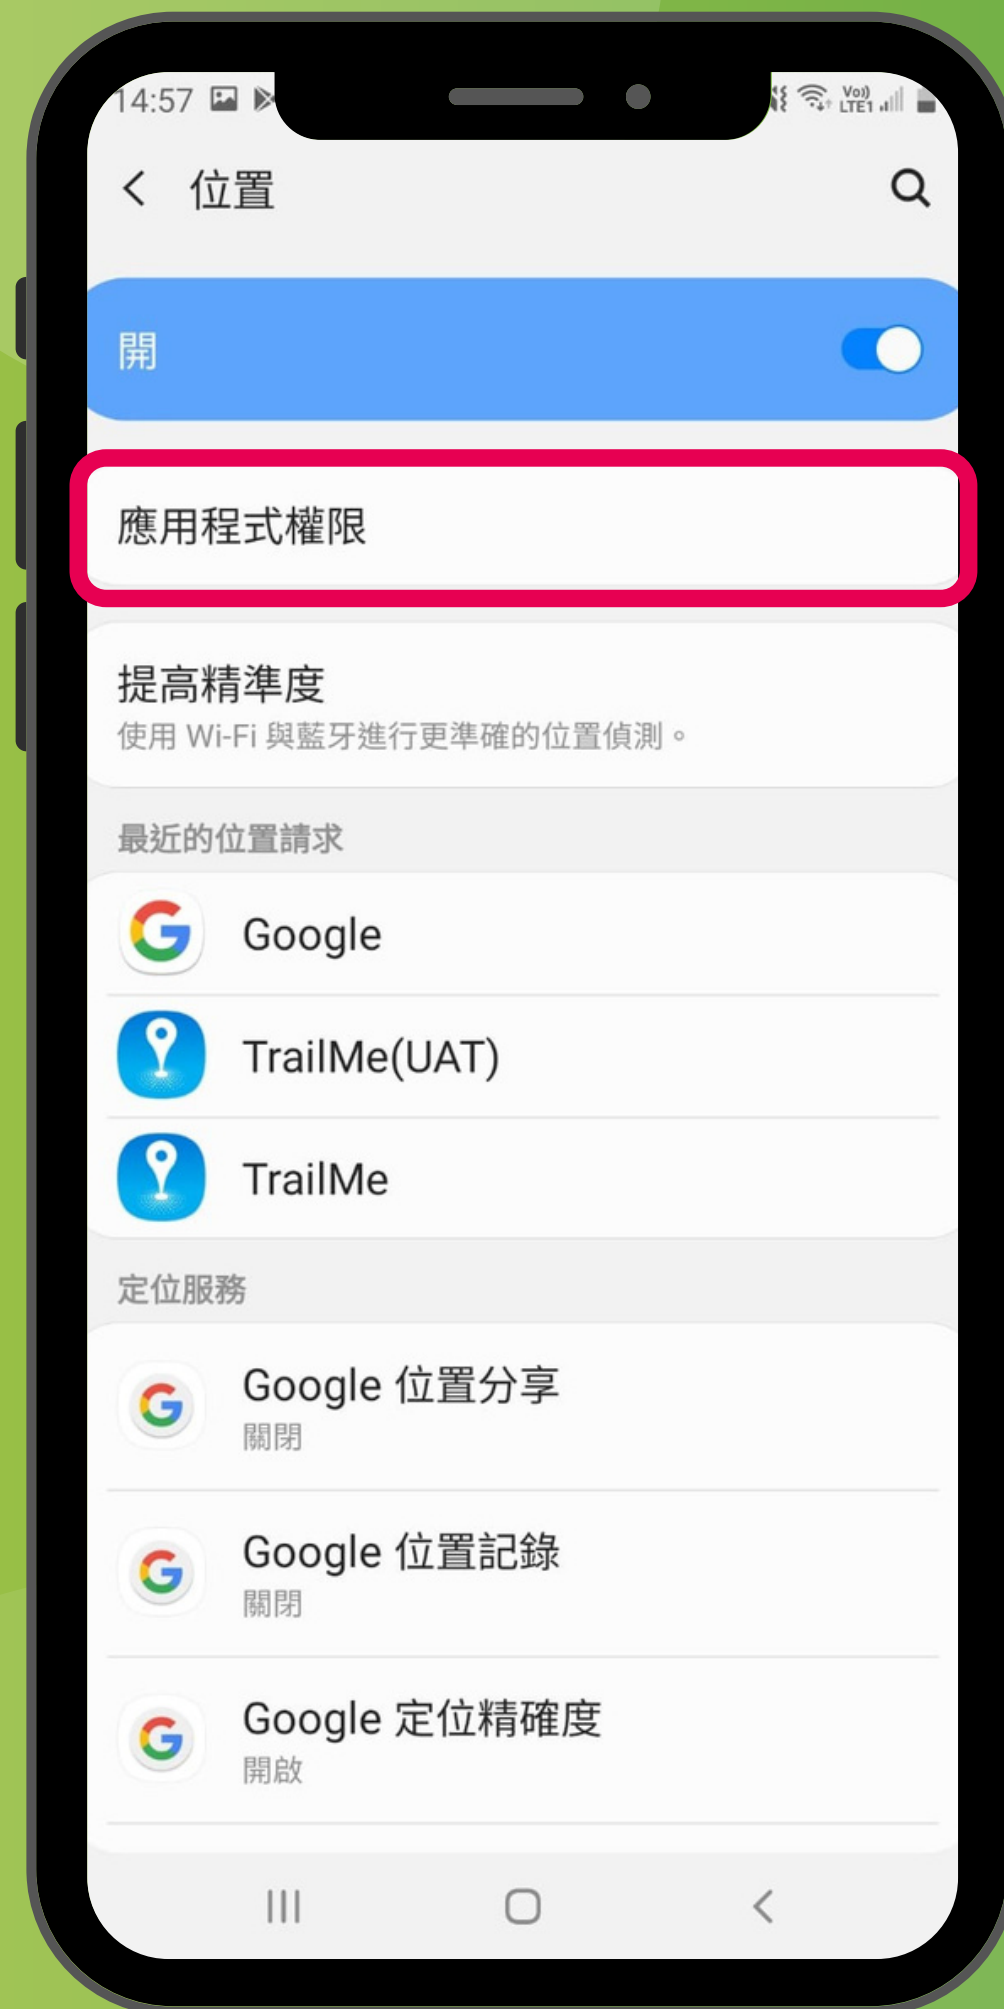 14:57
Vo)) LTE1
位置
開
應用程式權限
提高精準度
使用 Wi-Fi 與藍牙進行更準確的位置偵測。
最近的位置請求
Google
TrailMe(UAT)
TrailMe
定位服務
Google 位置分享
關閉
Google 位置記錄
關閉
Google 定位精確度
開啟